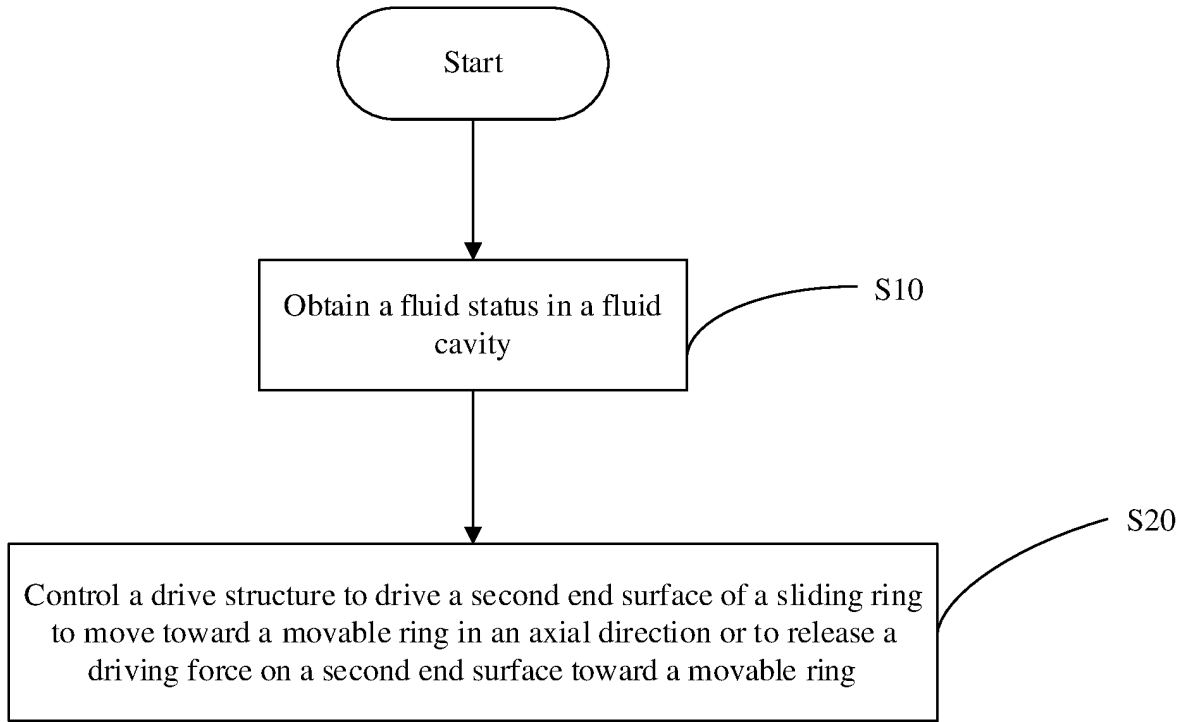 Start
Obtain a fluid status in a fluid
cavity
S10
S20
Control a drive structure to drive a second end surface of a sliding ring
to move toward a movable ring in an axial direction or to release a
driving force on a second end surface toward a movable ring